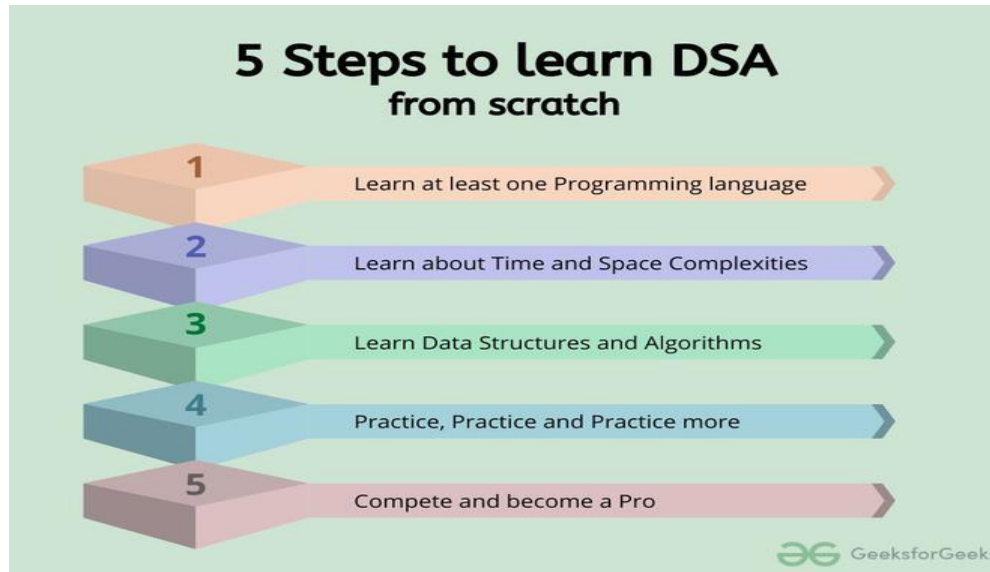 5 Steps to learn DSA
from scratch
1
Learn at least one Programming language
2
Learn about Time and Space Complexities
3
Learn Data Structures and Algorithms
4
Practice, Practice and Practice more
5
Compete and become a Pro
GeeksforGeek